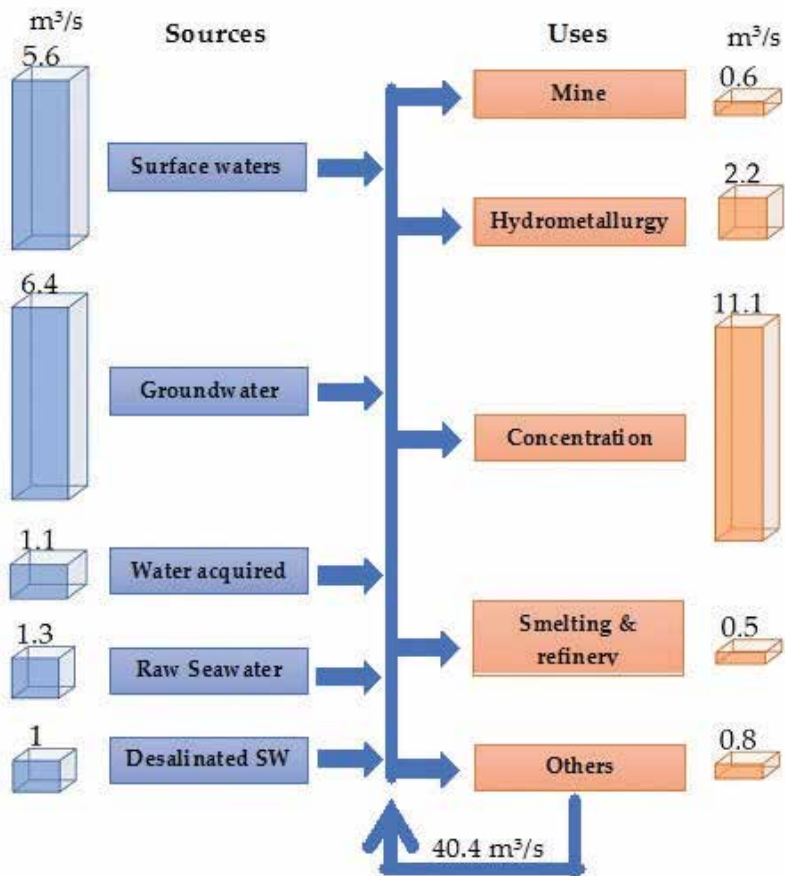 m³/s
Sources
Uses
m³/s
5.6
Surface waters
Mine
0.6
Hydrometallurgy
2.2
6.4
Groundwater
Concentration
11.1
1.1
Water acquired
Smelting &
refinery
0.5
1.3
Raw Seawater
1
Desalinated SW
Others
0.8
40.4 m³/s